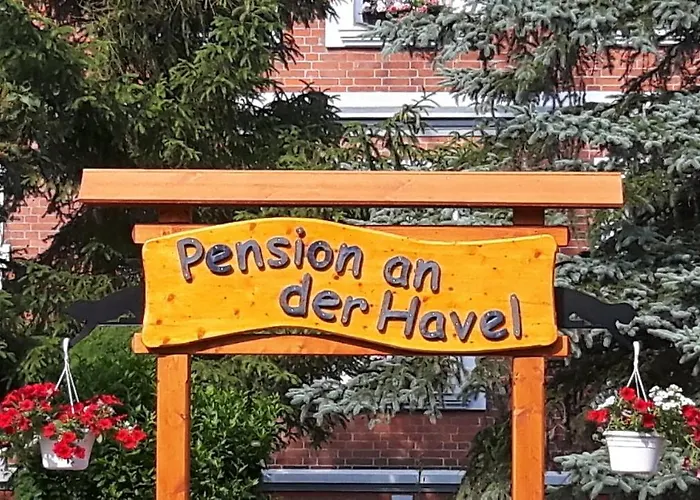 Pension an
der Havel